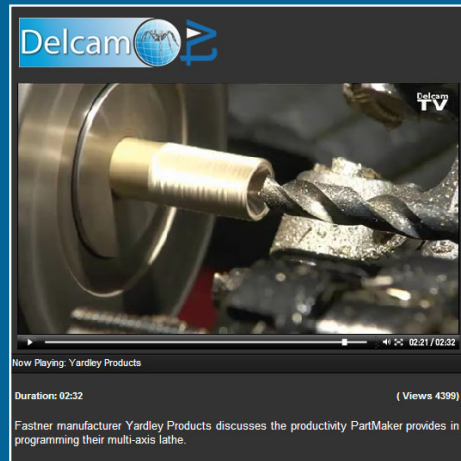 Delcam TV
Delcam
TV
02:21 / 02:32
Now Playing: Yardley Products
Duration: 02:32
( Views 4399)
Fastner manufacturer Yardley Products discusses the productivity PartMaker provides in
programming their multi-axis lathe.